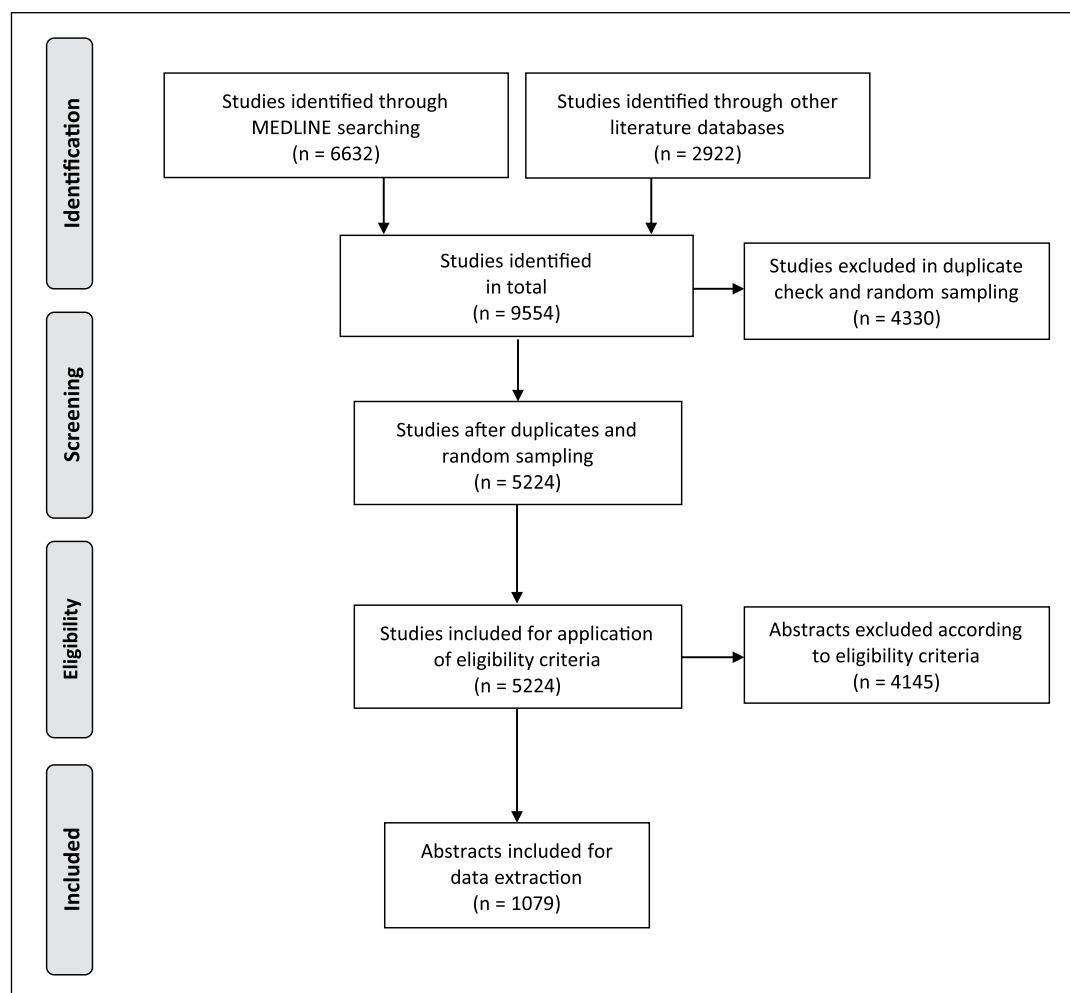 Identification
Studies identified through
MEDLINE searching
(n = 6632)
Studies identified through other
literature databases
(n = 2922)
Studies identified
in total
(n = 9554)
Studies excluded in duplicate
check and random sampling
(n = 4330)
Screening
Studies after duplicates and
random sampling
(n = 5224)
Eligibility
Studies included for application
of eligibility criteria
(n = 5224)
Abstracts excluded according
to eligibility criteria
(n = 4145)
Included
Abstracts included for
data extraction
(n = 1079)